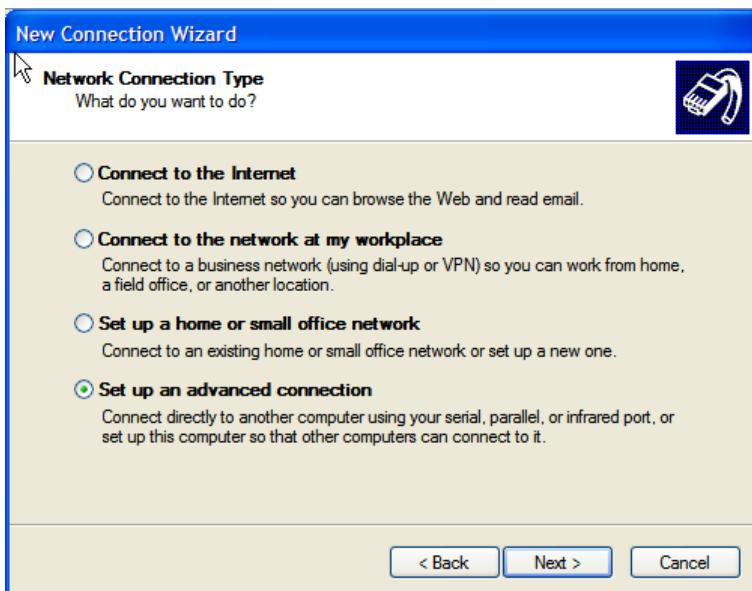 New Connection Wizard
Network Connection Type
What do you want to do?
Connect to the Internet
Connect to the Internet so you can browse the Web and read email.
Connect to the network at my workplace
Connect to a business network (using dial-up or VPN) so you can work from home,
a field office, or another location.
Set up a home or small office network
Connect to an existing home or small office network or set up a new one.
Set up an advanced connection
Connect directly to another computer using your serial, parallel, or infrared port, or
set up this computer so that other computers can connect to it.
< Back Next > Cancel